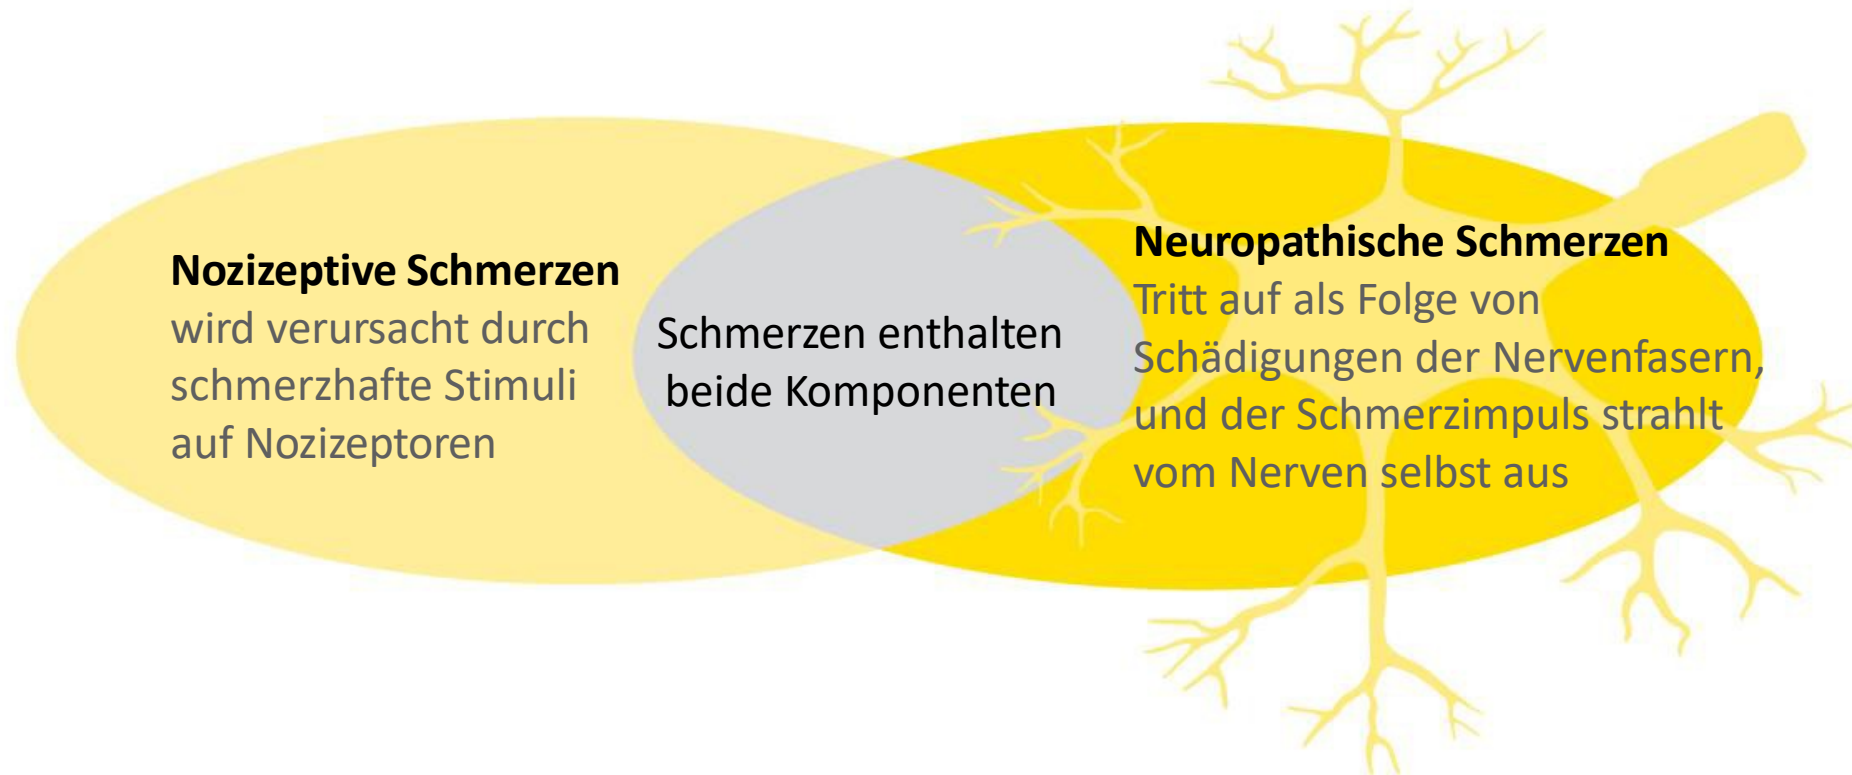 Nozizeptive Schmerzen
wird verursacht durch
schmerzhafte Stimuli
auf Nozizeptoren
Schmerzen enthalten
beide Komponenten
Neuropathische Schmerzen
Tritt auf als Folge von
Schädigungen der Nervenfasern,
und der Schmerzimpuls strahlt
vom Nerven selbst aus